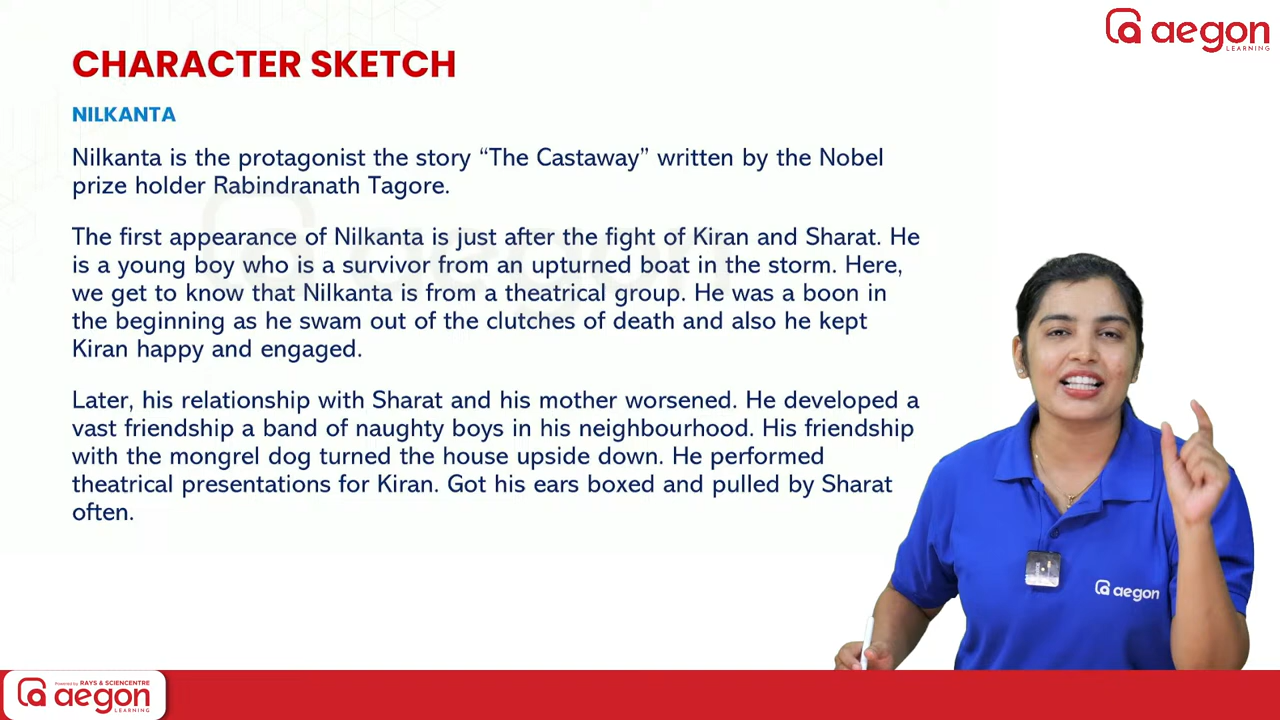 aegon
LEARNING
CHARACTER SKETCH
NILKANTA
Nilkanta is the protagonist the story “The Castaway” written by the Nobel
prize holder Rabindranath Tagore.
The first appearance of Nilkanta is just after the fight of Kiran and Sharat. He
is a young boy who is a survivor from an upturned boat in the storm. Here,
we get to know that Nilkanta is from a theatrical group. He was a boon in
the beginning as he swam out of the clutches of death and also he kept
Kiran happy and engaged.
Later, his relationship with Sharat and his mother worsened. He developed a
vast friendship a band of naughty boys in his neighbourhood. His friendship
with the mongrel dog turned the house upside down. He performed
theatrical presentations for Kiran. Got his ears boxed and pulled by Sharat
often.
aegon
Powered by RAYS & SCIENCENTRE
aegon
LEARNING